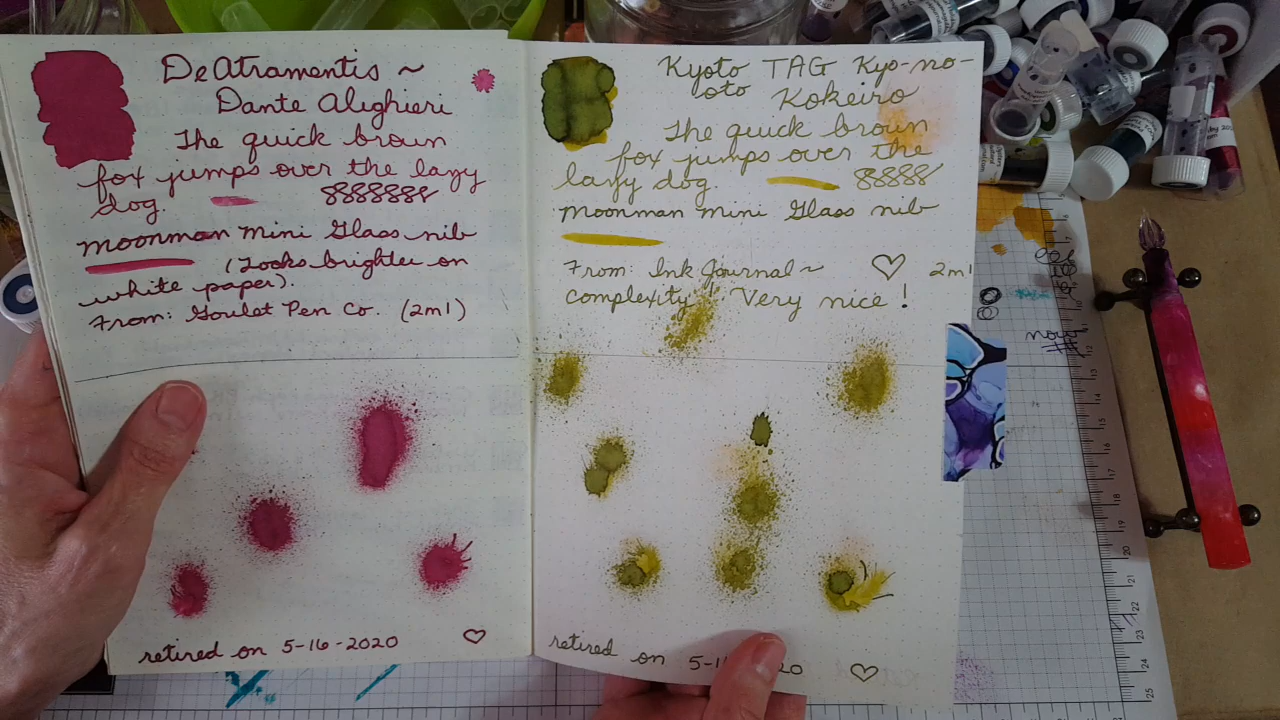 De Atramentis ~
Dante Alighieri
The quick brown
fox jumps over the lazy
dog. 8888888
moonman mini Glass nib
(Looks brighter on
white paper).
From: Goulet Pen Co. (2ml)
retired on 5-16-2020
Kyoto TAG Kyo-no-
oto Kokeiro
The quick brown
fox jumps over the
lazy dog. 88888
moonman mini Glass nib
From: Ink Journal ~ 2ml
complexity! Very nice!
retired on